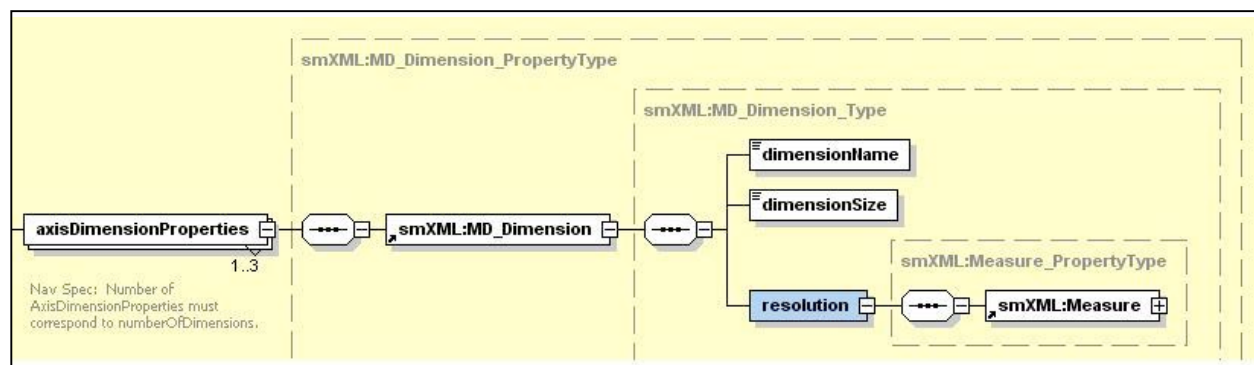 smXML:MD_Dimension_PropertyType
smXML:MD_Dimension_Type
dimensionName
dimensionSize
axisDimensionProperties
smXML:MD_Dimension
1..3
smXML:Measure_PropertyType
Nav Spec: Number of
AxisDimensionProperties must
correspond to numberOfDimensions.
resolution
smXML:Measure